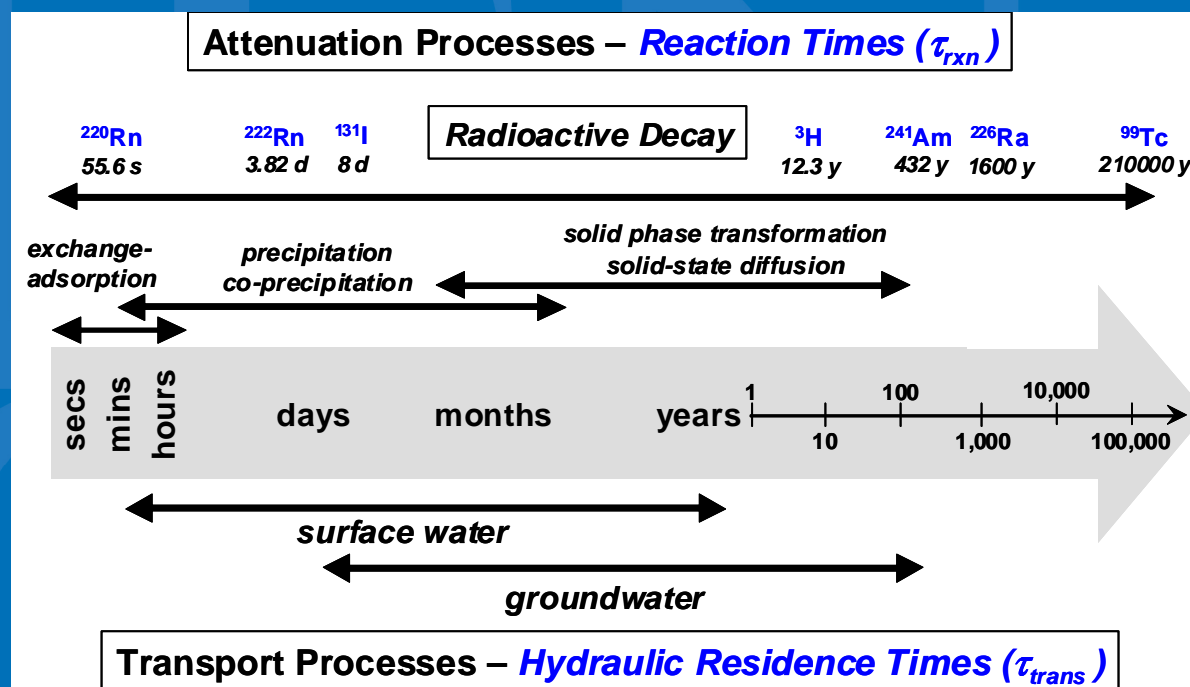 Attenuation Processes – Reaction Times (τrxn)
Radioactive Decay
²²⁰Rn ²²²Rn ¹³¹I ³H ²⁴¹Am ²²⁶Ra ⁹⁹Tc
55.6 s 3.82 d 8 d 12.3 y 432 y 1600 y 210000 y
exchange-
adsorption
precipitation
co-precipitation
solid phase transformation
solid-state diffusion
secs mins hours days months years
1 100 10,000
10 1,000 100,000
surface water
groundwater
Transport Processes – Hydraulic Residence Times (τtrans)